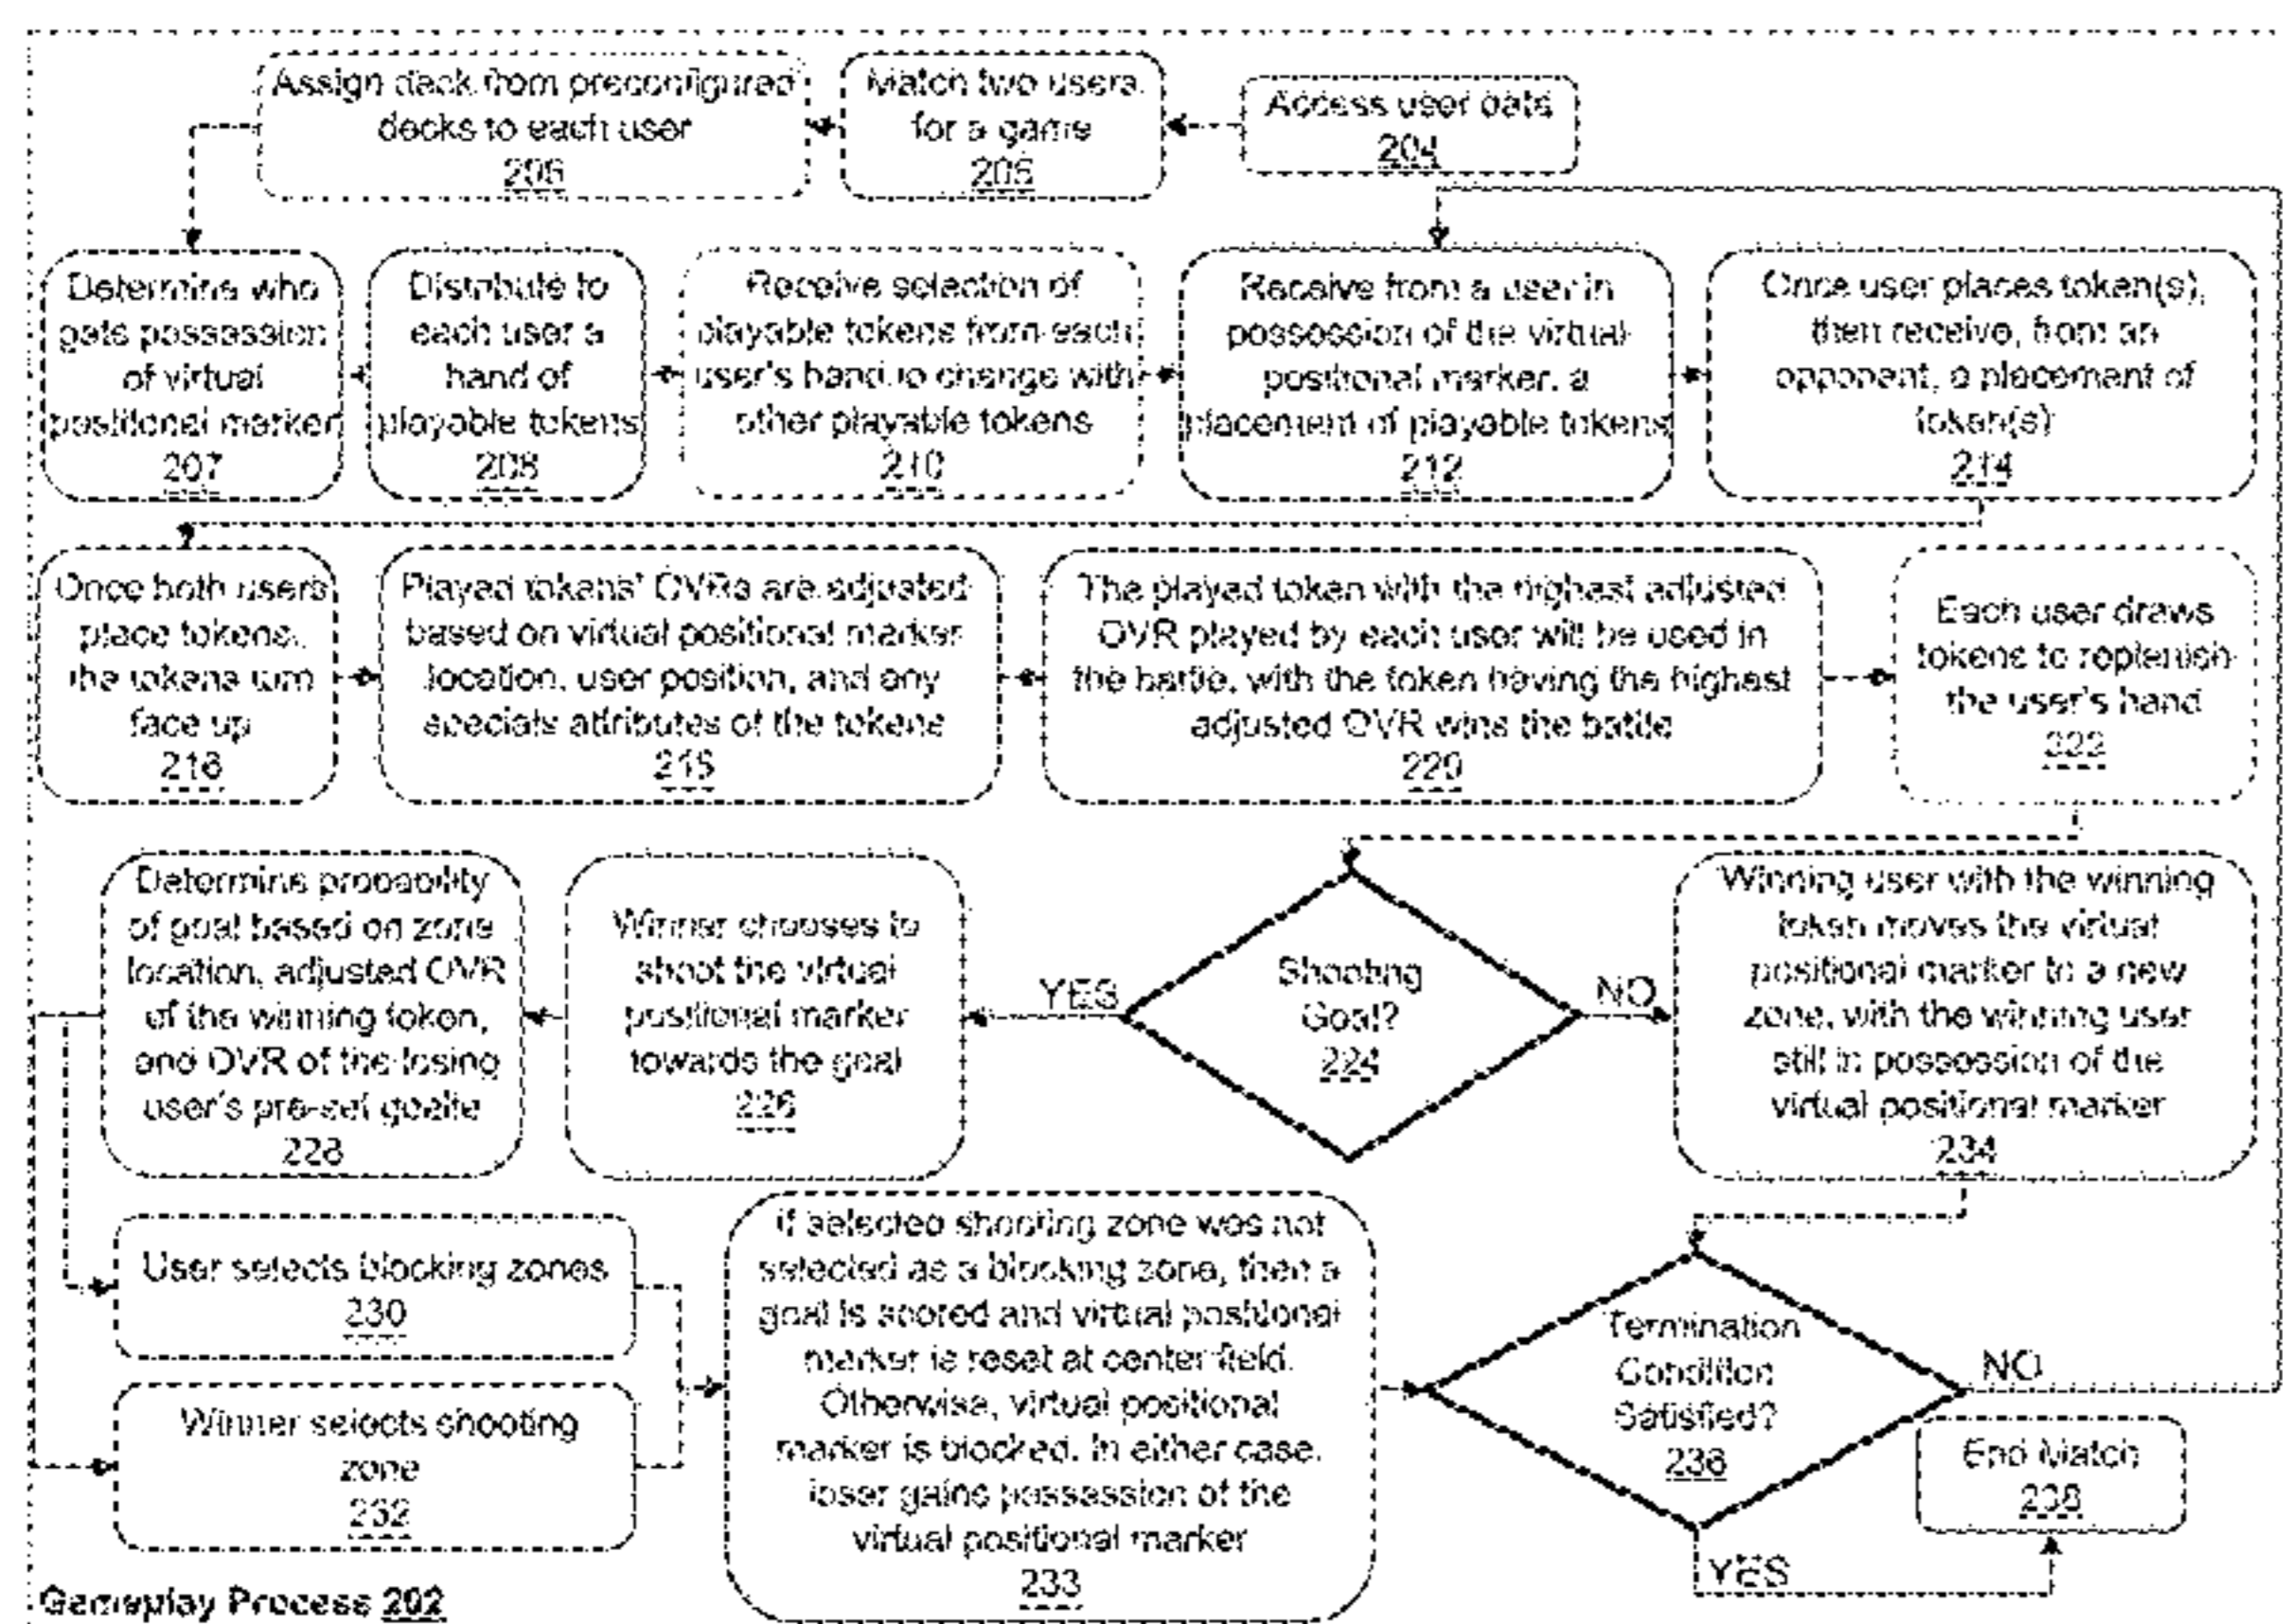 Assign deck from preconfigured
decks to each user
206
Match two users
for a game
205
Access user data
204
Determine who
gets possession
of virtual
positional marker
207
Distribute to
each user a
hand of
playable tokens
208
Receive selection of
playable tokens from each
user's hand to change with
other playable tokens
210
Receive from a user in
possession of the virtual
positional marker, a
placement of playable tokens
212
Once user places token(s),
then receive, from an
opponent, a placement of
token(s)
214
Once both users
place tokens,
the tokens turn
face up
216
Played tokens' OVRs are adjusted
based on virtual positional marker
location, user position, and any
specials attributes of the tokens
The played token with the highest adjusted
OVR played by each user will be used in
the battle, with the token having the highest
adjusted OVR wins the battle
220
Each user draws
tokens to replenish
the user's hand
222
Determine probability
of goal based on zone
location, adjusted OVR
of the winning token,
and OVR of the losing
user's pre-set goalie
228
Winner chooses to
shoot the virtual
positional marker
towards the goal
226
YES
Shooting
Goal?
224
NO
Winning user with the winning
token moves the virtual
positional marker to a new
zone, with the winning user
still in possession of the
virtual positional marker
234
User selects blocking zones
230
Winner selects shooting
zone
232
If selected shooting zone was not
selected as a blocking zone, then a
goal is scored and virtual positional
marker is reset at center field.
Otherwise, virtual positional
marker is blocked. In either case,
loser gains possession of the
virtual positional marker
233
Termination
Condition
Satisfied?
236
NO
YES
End Match
238
Gameplay Process 202